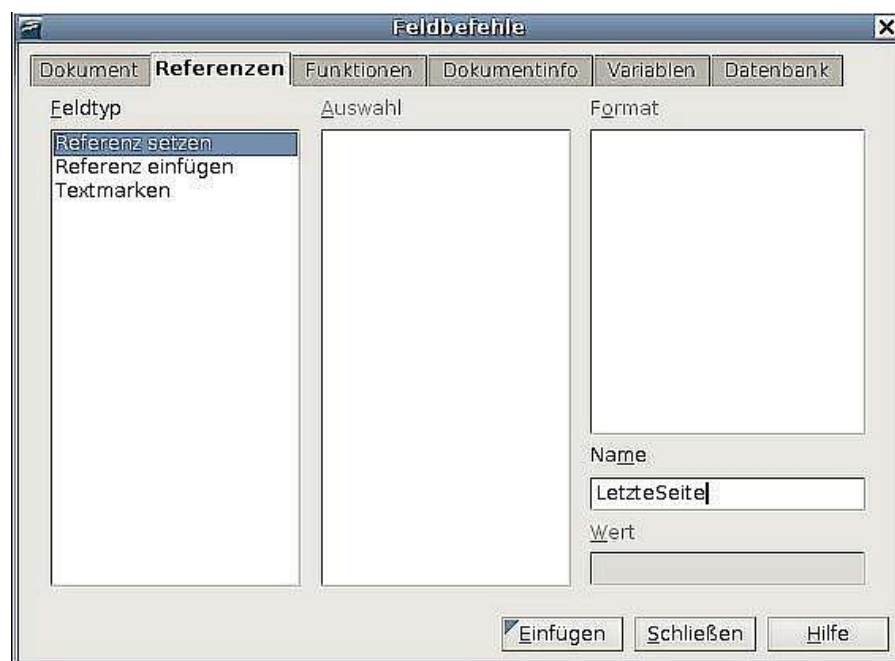 Feldbefehle
Dokument Referenzen Funktionen Dokumentinfo Variablen Datenbank
Feldtyp
Referenz setzen
Referenz einfügen
Textmarken
Auswahl
Format
Name
LetzteSeite
Wert
Einfügen Schließen Hilfe